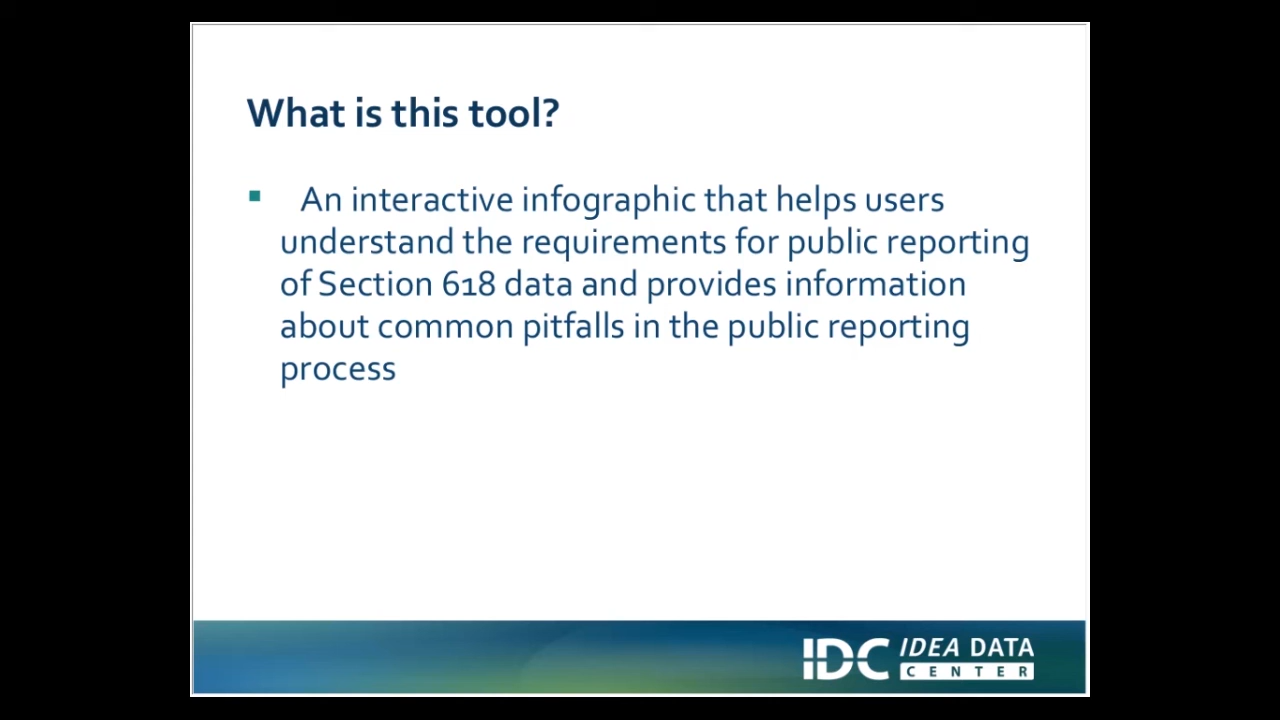 What is this tool?
▪ An interactive infographic that helps users
understand the requirements for public reporting
of Section 618 data and provides information
about common pitfalls in the public reporting
process
IDC IDEA DATA
CENTER